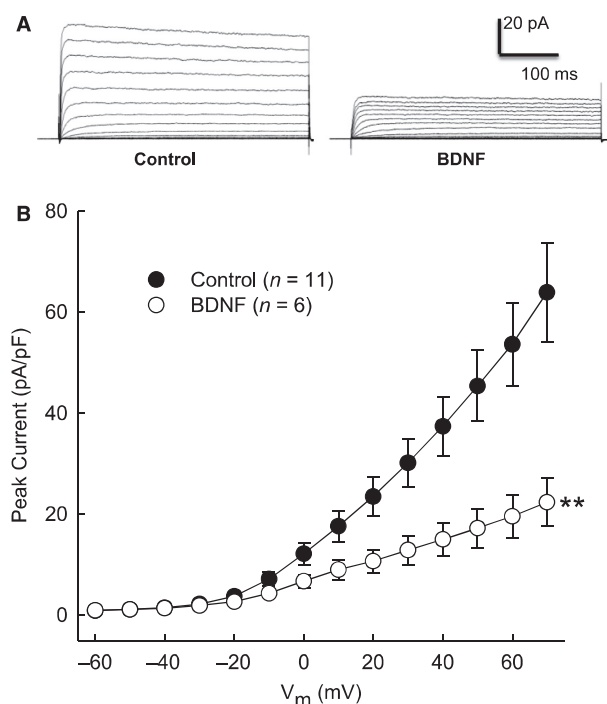 A
20 pA
100 ms
Control
BDNF
B
80
60
40
20
0
Peak Current (pA/pF)
Control (n = 11)
BDNF (n = 6)
**
–60 –40 –20 0 20 40 60
Vm (mV)